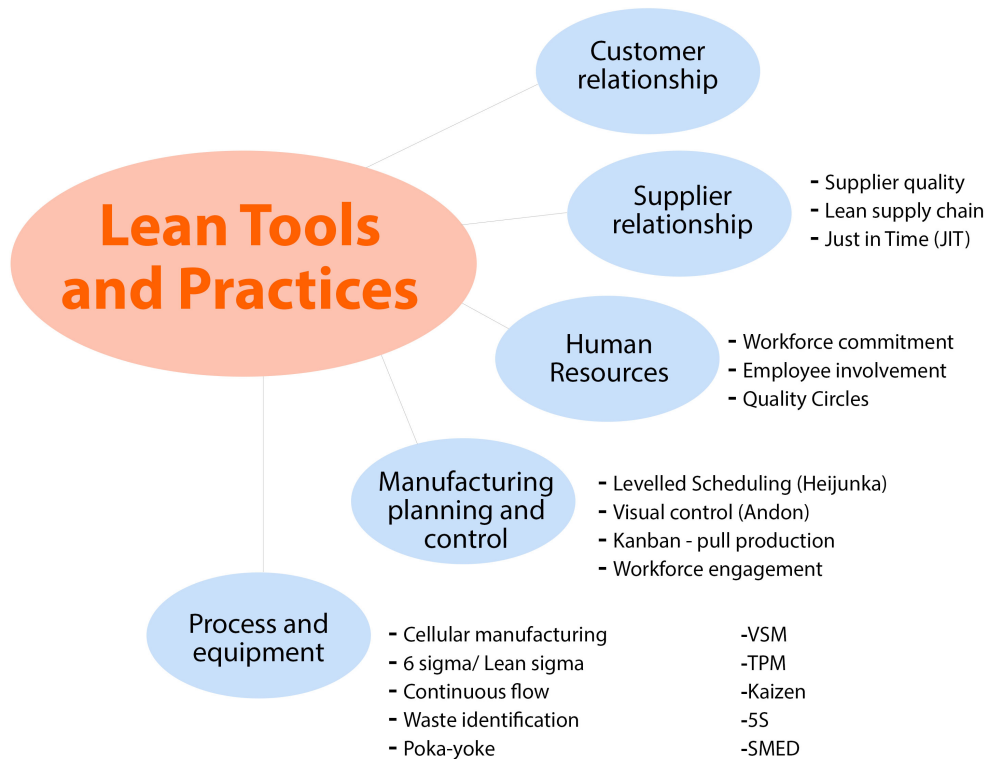 Customer
relationship
Lean Tools
and Practices
Supplier
relationship
- Supplier quality
- Lean supply chain
- Just in Time (JIT)
Human
Resources
- Workforce commitment
- Employee involvement
- Quality Circles
Manufacturing
planning and
control
- Levelled Scheduling (Heijunka)
- Visual control (Andon)
- Kanban - pull production
- Workforce engagement
Process and
equipment
- Cellular manufacturing
- 6 sigma/ Lean sigma
- Continuous flow
- Waste identification
- Poka-yoke
-VSM
-TPM
-Kaizen
-5S
-SMED